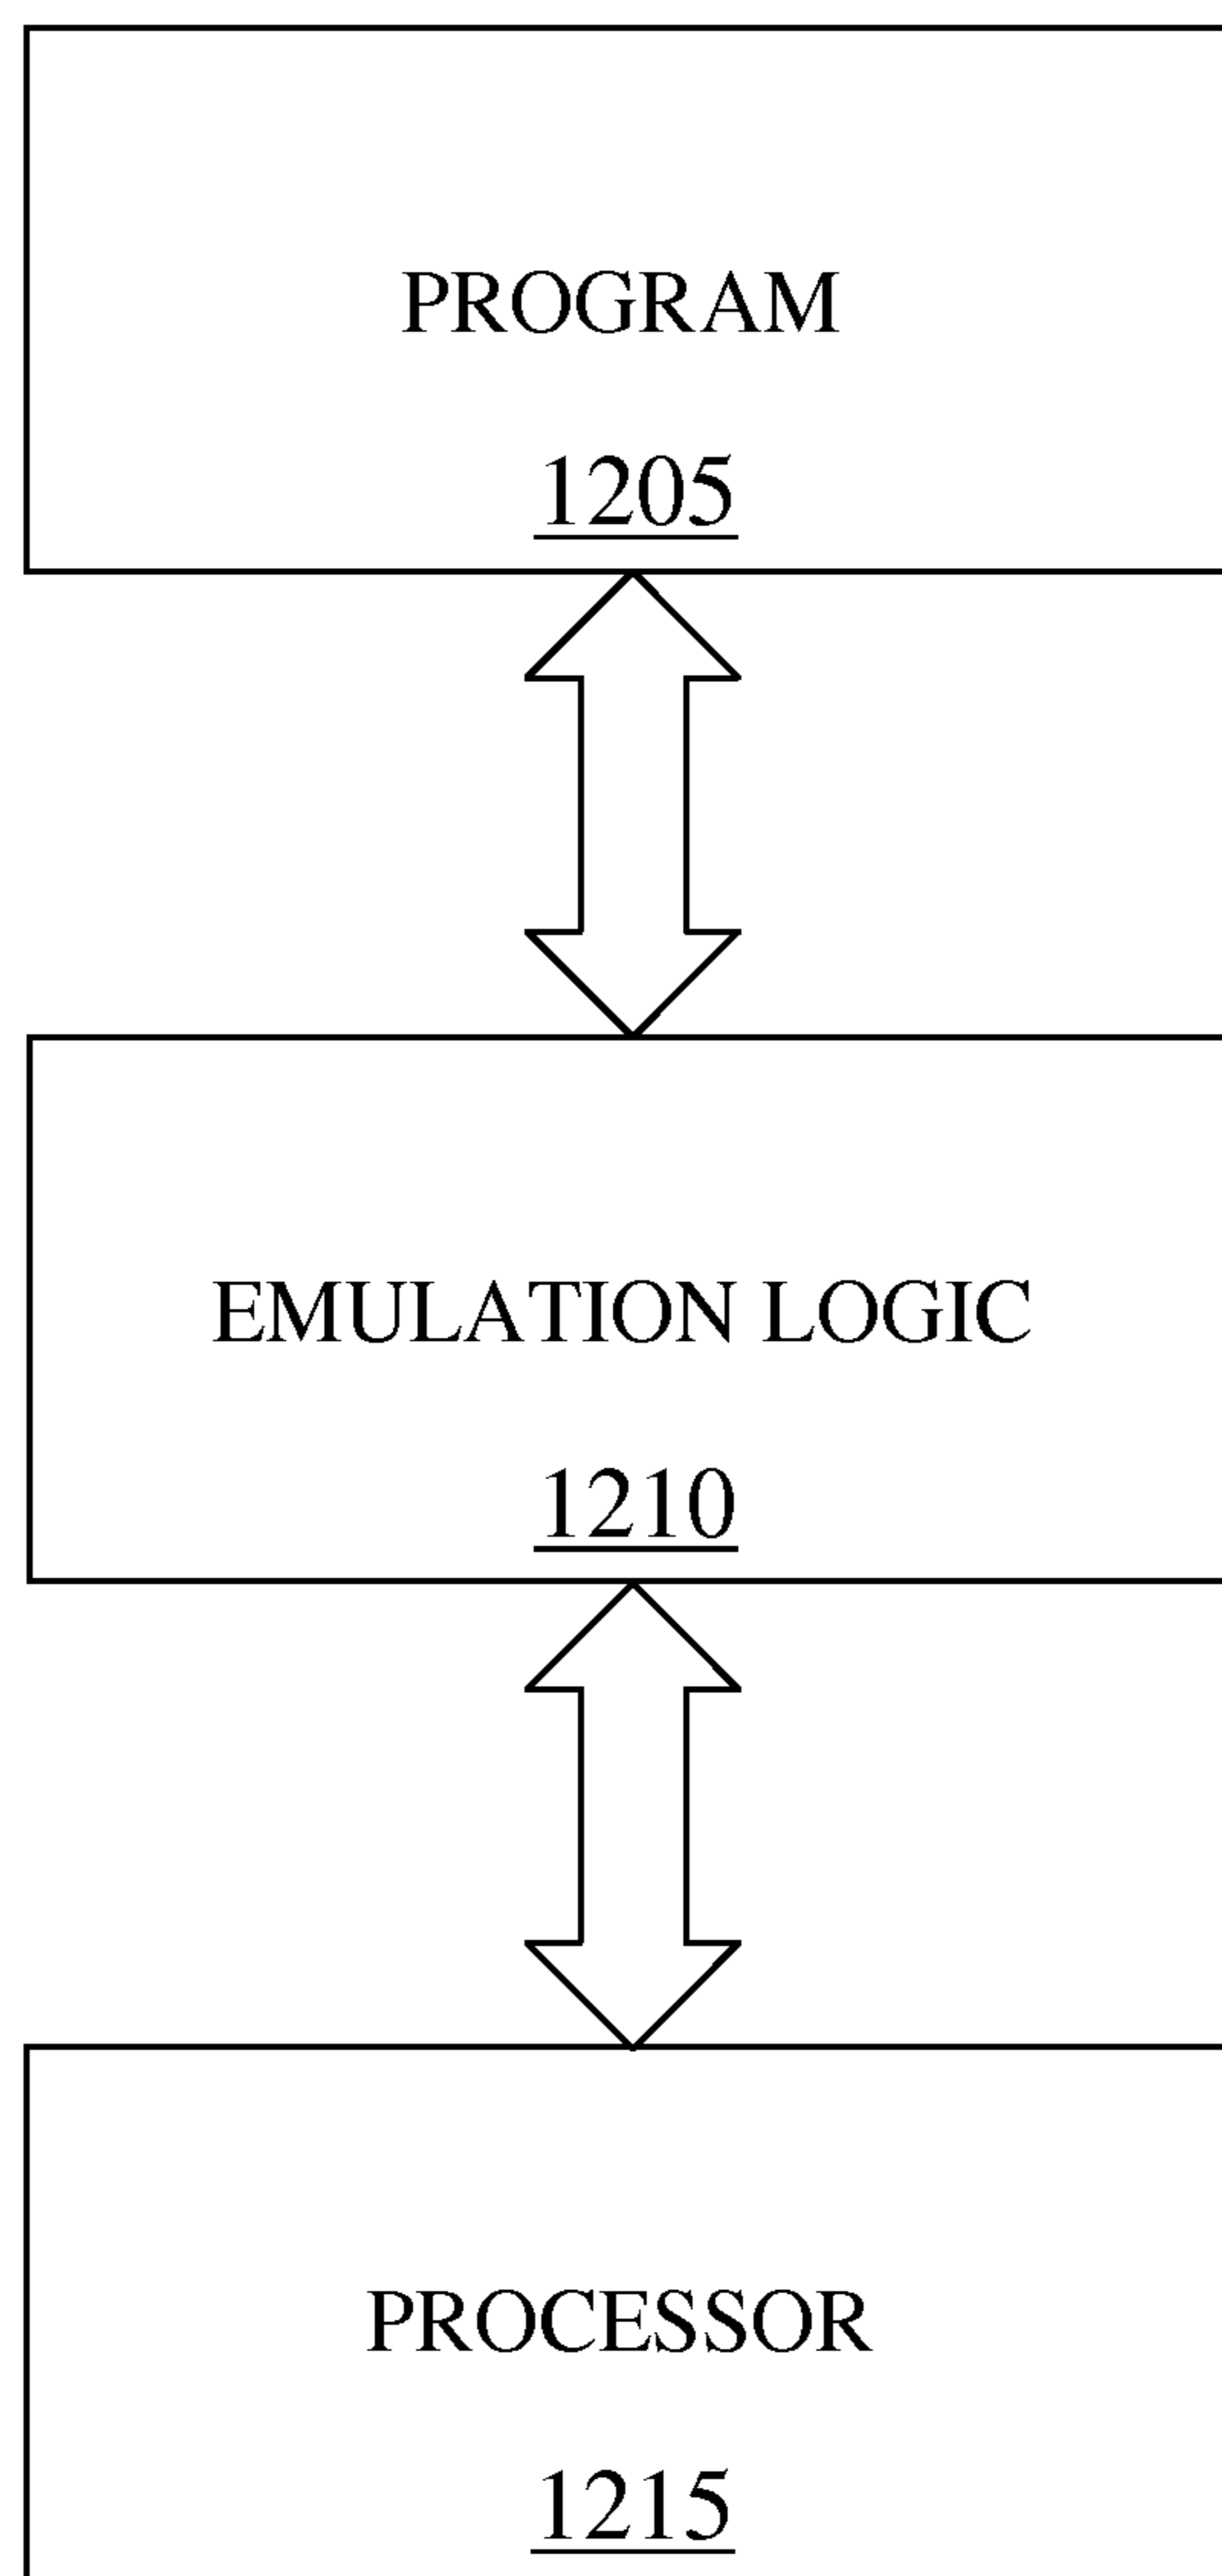 PROGRAM
1205
EMULATION LOGIC
1210
PROCESSOR
1215